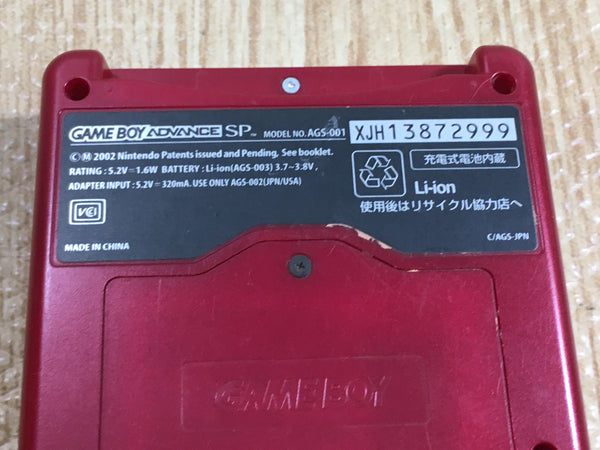 GAME BOY ADVANCE SP™ MODEL NO. AGS-001 XJH13872999
Ⓒ Ⓜ 2002 Nintendo Patents issued and Pending, See booklet.
RATING : 5.2V⎓1.6W BATTERY : Li-ion(AGS-003) 3.7~3.8V,
ADAPTER INPUT : 5.2V⎓320mA. USE ONLY AGS-002(JPN/USA)
VCI
MADE IN CHINA
充電式電池内蔵
Li-ion
使用後はリサイクル協力店へ
C/AGS-JPN
GAME BOY